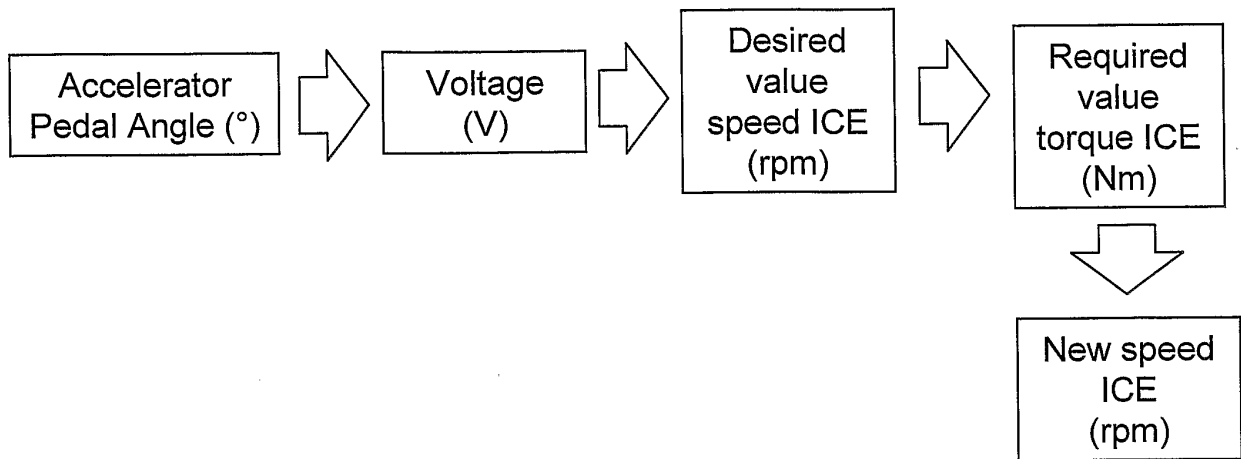 Accelerator
Pedal Angle (°)
Voltage
(V)
Desired
value
speed ICE
(rpm)
Required
value
torque ICE
(Nm)
New speed
ICE
(rpm)